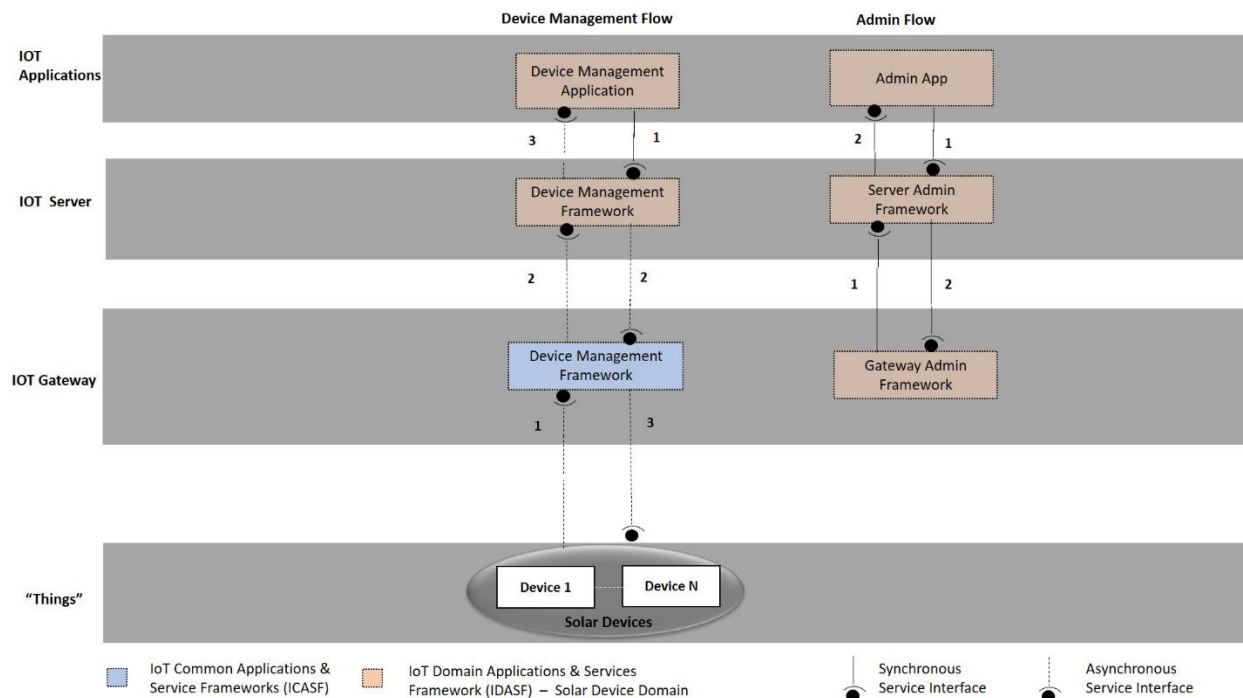 Device Management Flow
Admin Flow
IOT
Applications
Device Management
Application
Admin App
3
1
2
1
IOT Server
Device Management
Framework
Server Admin
Framework
2
2
1
2
IOT Gateway
Device Management
Framework
Gateway Admin
Framework
1
3
“Things”
Device 1
Device N
Solar Devices
IoT Common Applications &
Service Frameworks (ICASF)
IoT Domain Applications & Services
Framework (IDASF) – Solar Device Domain
Synchronous
Service Interface
Asynchronous
Service Interface